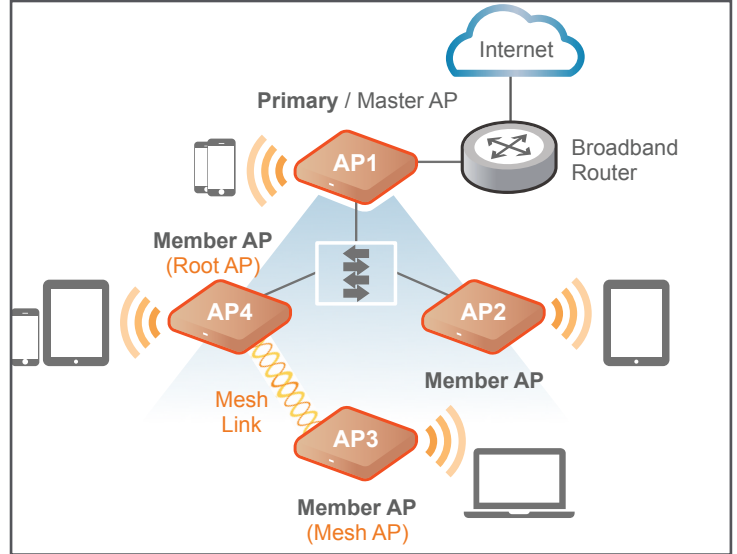 Internet
Primary / Master AP
AP1
Broadband
Router
Member AP
(Root AP)
AP4
AP2
Member AP
Mesh
Link
AP3
Member AP
(Mesh AP)